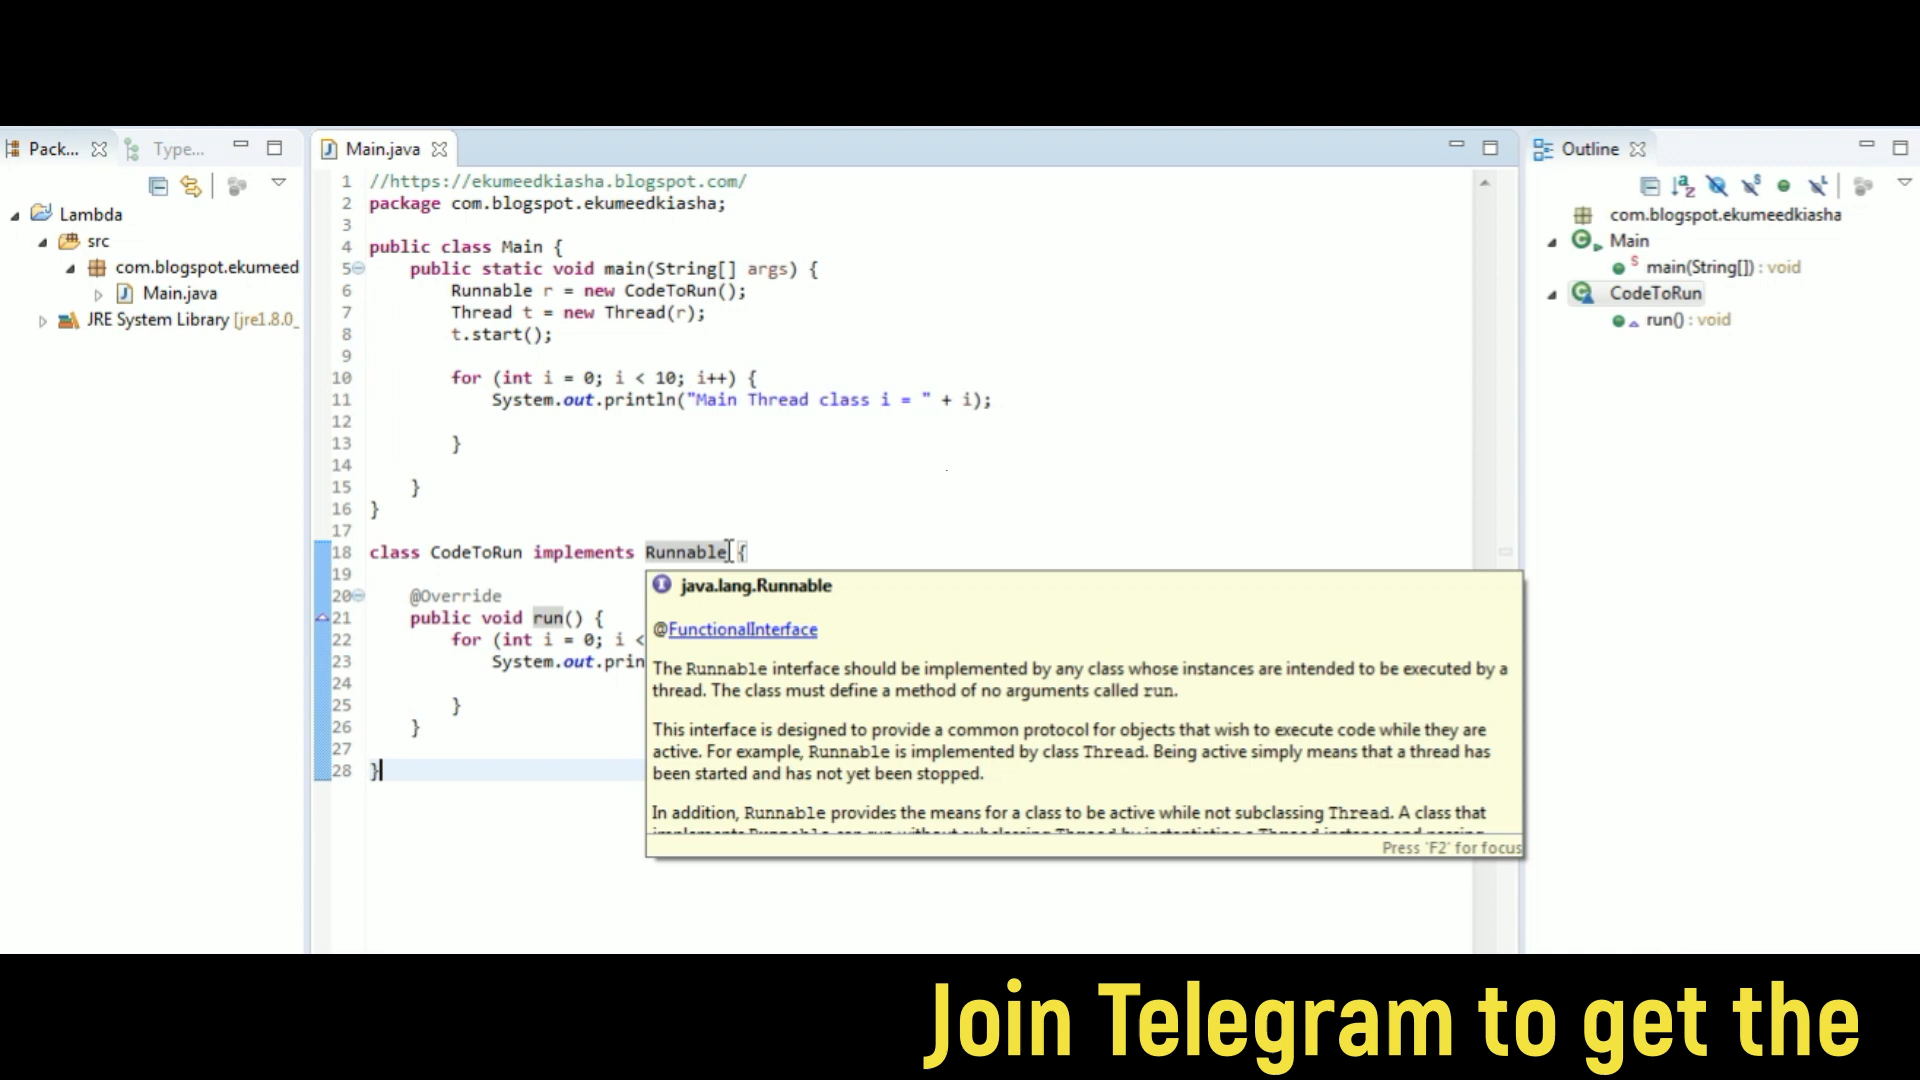 Pack...
Type...
Lambda
src
com.blogspot.ekumeed
Main.java
JRE System Library [jre1.8.0_
Main.java
1 //https://ekumeedkiasha.blogspot.com/
2 package com.blogspot.ekumeedkiasha;
3
4 public class Main {
5 public static void main(String[] args) {
6 Runnable r = new CodeToRun();
7 Thread t = new Thread(r);
8 t.start();
9
10 for (int i = 0; i < 10; i++) {
11 System.out.println("Main Thread class i = " + i);
12
13 }
14
15 }
16 }
17
18 class CodeToRun implements Runnable {
19
20 @Override
21 public void run() {
22 for (int i = 0; i <
23 System.out.prin
24
25 }
26 }
27
28 }
java.lang.Runnable
@FunctionalInterface
The Runnable interface should be implemented by any class whose instances are intended to be executed by a
thread. The class must define a method of no arguments called run.
This interface is designed to provide a common protocol for objects that wish to execute code while they are
active. For example, Runnable is implemented by class Thread. Being active simply means that a thread has
been started and has not yet been stopped.
In addition, Runnable provides the means for a class to be active while not subclassing Thread. A class that
Press 'F2' for focus
Outline
com.blogspot.ekumeedkiasha
Main
main(String[]) : void
CodeToRun
run() : void
Join Telegram to get the